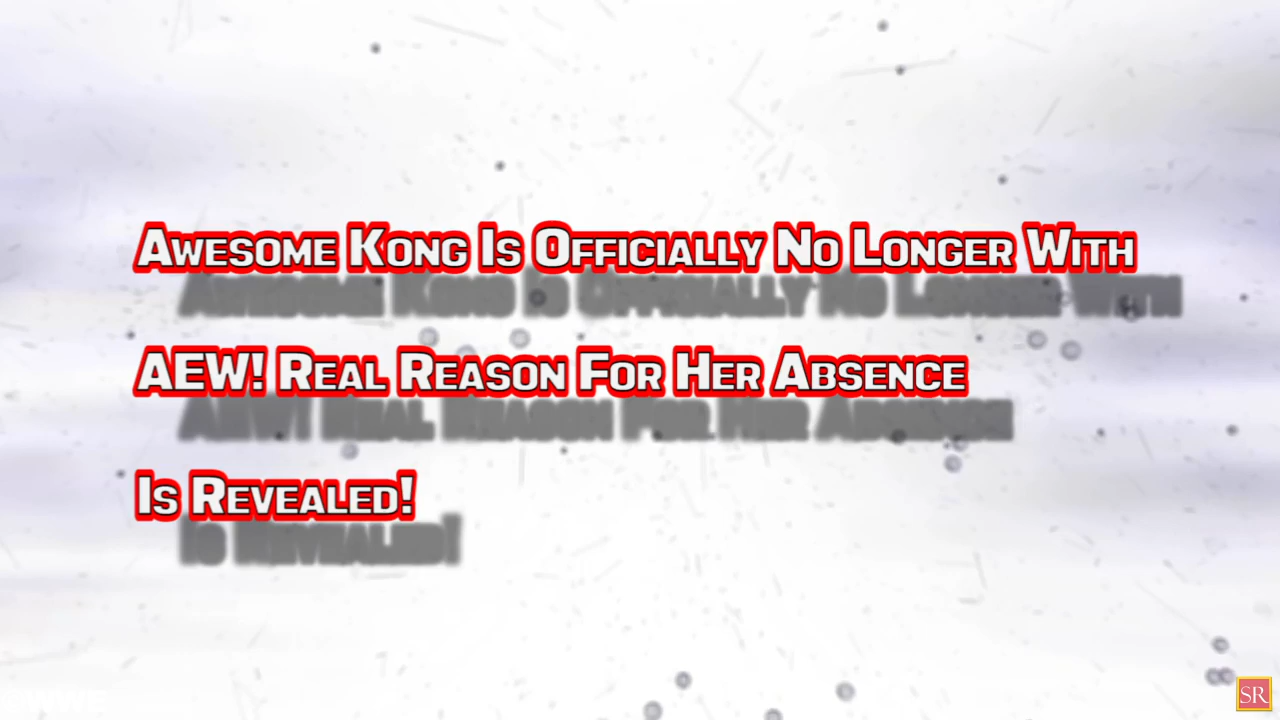 Awesome Kong Is Officially No Longer With
AEW! Real Reason For Her Absence
Is Revealed!
SR